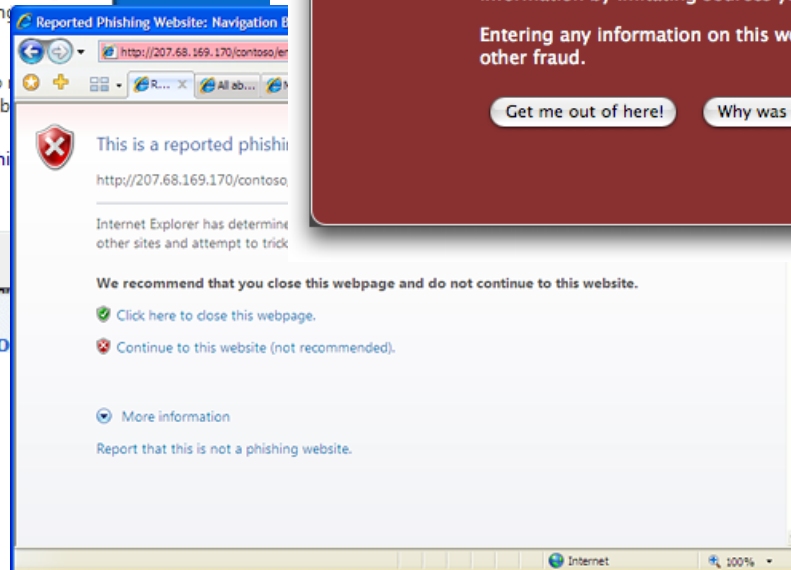 Entering any information on this
other fraud.
Get me out of here!
Why was
Reported Phishing Website: Navigation
http://207.68.169.170/contoso/
R...
All ab...
This is a reported
http://207.68.169.170/contoso
Internet Explorer has
other sites and attempt to trick
We recommend that you close this webpage and do not continue to this website.
Click here to close this webpage.
Continue to this website (not recommended).
More information
Report that this is not a phishing website.
Internet
100%